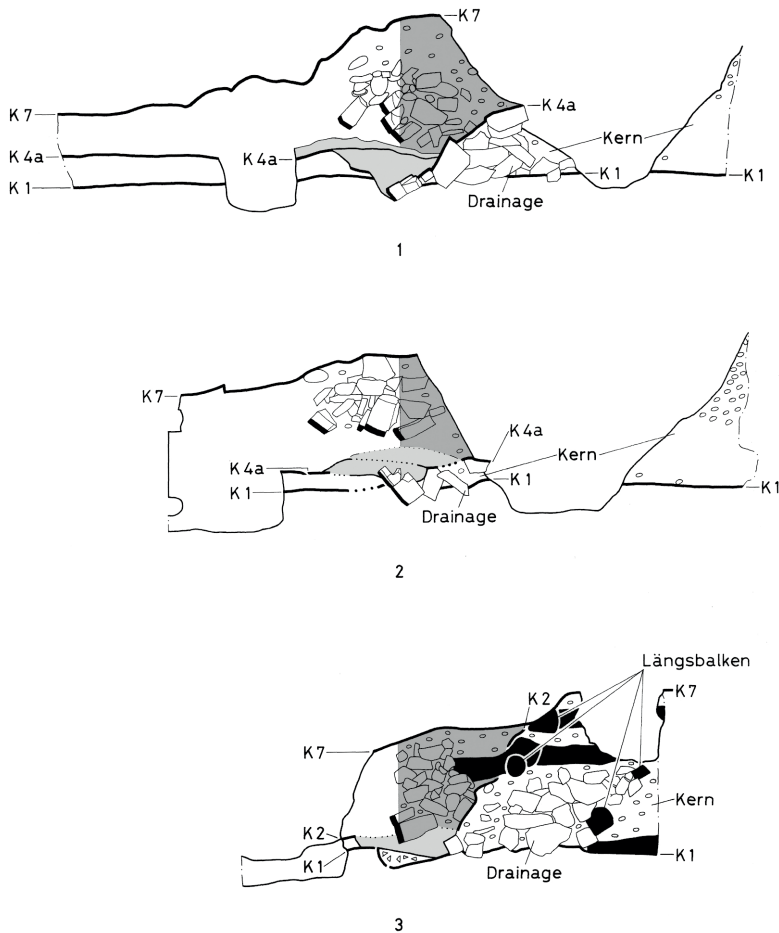 K 7
K 4a
K 7
Kern
K 4a
K 4a
K 1
K 1
K 1
Drainage
1
K 7
K 4a
Kern
K 4a
K 1
K 1
K 1
Drainage
2
Längsbalken
K 2
K 7
K 7
Kern
K 2
K 1
K 1
Drainage
3